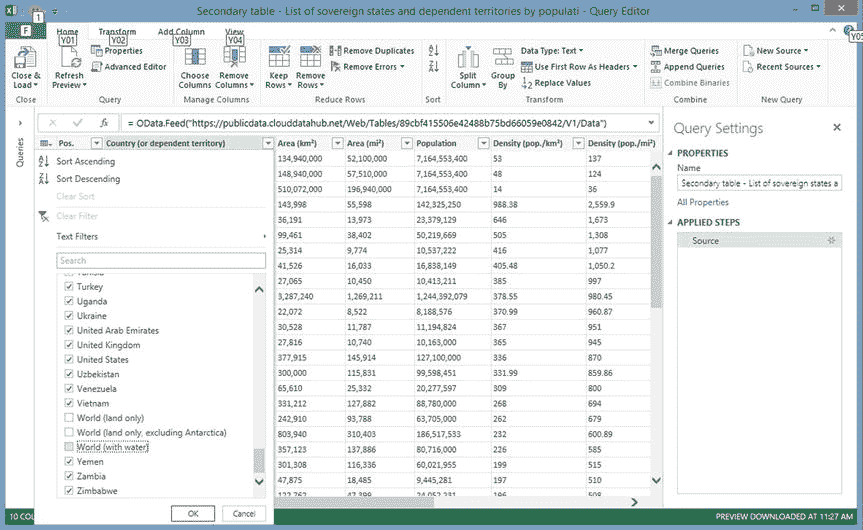 Secondary table - List of sovereign states and dependent territories by populati - Query Editor
1
F Home Transform Add Column View
Y01 Y02 Y03 Y04 Y05
Close & Load
Close
Refresh Preview
Properties
Advanced Editor
Query
Choose Columns
Remove Columns
Manage Columns
Keep Rows
Remove Rows
Remove Duplicates
Remove Errors
Reduce Rows
Sort
Split Column
Group By
Data Type: Text
Use First Row As Headers
Replace Values
Transform
Merge Queries
Append Queries
Combine Binaries
Combine
New Source
Recent Sources
New Query
Queries
fx = OData.Feed("https://publicdata.clouddatahub.net/Web/Tables/89cbf415506e42488b75bd66059e0842/V1/Data")
Pos. Country (or dependent territory) Area (km²) Area (mi²) Population Density (pop./km²) Density (pop./mi²)
134,940,000 52,100,000 7,164,553,400 53 137
148,940,000 57,510,000 7,164,553,400 48 124
510,072,000 196,940,000 7,164,553,400 14 36
143,998 55,598 142,325,250 988.38 2,559.9
36,191 13,973 23,379,129 646 1,673
99,461 38,402 50,219,669 505 1,308
25,314 9,774 10,537,222 416 1,077
41,526 16,033 16,838,149 405.48 1,050.2
27,065 10,450 10,413,211 385 997
3,287,240 1,269,211 1,244,392,079 378.55 980.45
22,072 8,522 8,188,576 370.99 960.87
30,528 11,787 11,194,824 367 951
27,816 10,740 10,163,000 365 945
377,915 145,914 127,100,000 336 870
300,000 115,831 99,598,451 331.99 859.86
65,610 25,332 20,277,597 309 800
331,212 127,882 88,780,000 268 694
242,910 93,788 63,705,000 262 679
803,940 310,403 186,517,533 232 600.89
357,123 137,886 80,716,000 226 585
301,308 116,336 60,021,955 199 515
47,875 18,485 9,445,281 197 510
122,762 47,399 24,052,231 196 508
Sort Ascending
Sort Descending
Clear Sort
Clear Filter
Text Filters
Search
Tunisia
Turkey
Uganda
Ukraine
United Arab Emirates
United Kingdom
United States
Uzbekistan
Venezuela
Vietnam
World (land only)
World (land only, excluding Antarctica)
World (with water)
Yemen
Zambia
Zimbabwe
OK Cancel
Query Settings
PROPERTIES
Name
Secondary table - List of sovereign states a
All Properties
APPLIED STEPS
Source
10 COL
PREVIEW DOWNLOADED AT 11:27 AM